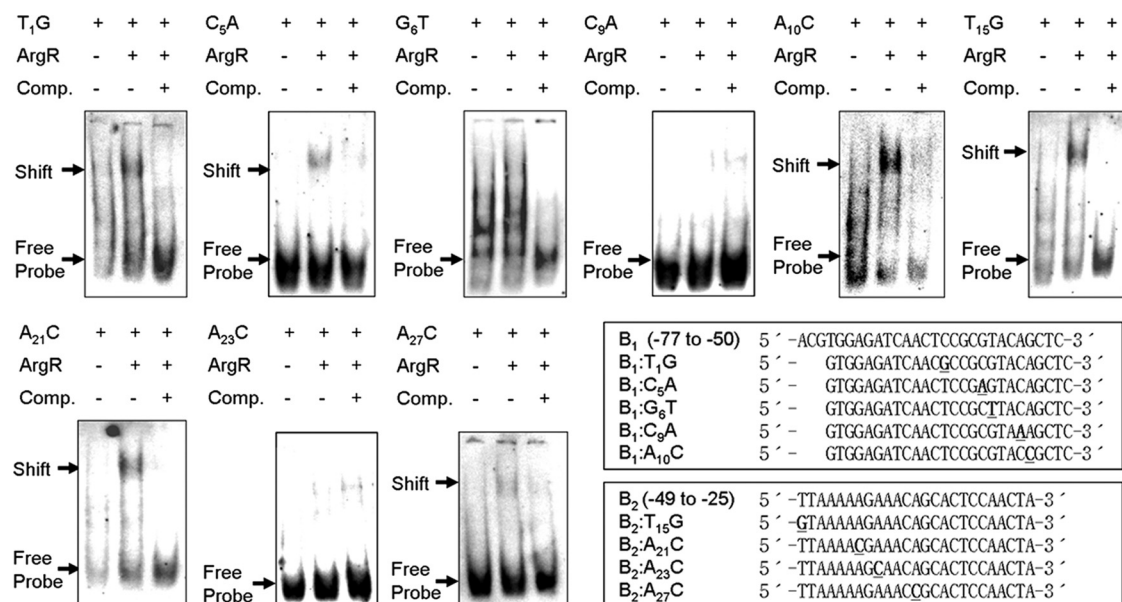 T1G + + + C5A + + + G6T + + + C9A + + + A10C + + + T15G + + +
ArgR - + + ArgR - + + ArgR - + + ArgR - + + ArgR - + + ArgR - + +
Comp. - - + Comp. - - + Comp. - - + Comp. - - + Comp. - - + Comp. - - +
Shift Shift Shift Shift
Free Probe Free Probe Free Probe Free Probe Free Probe Free Probe
A21C + + + A23C + + + A27C + + +
ArgR - + + ArgR - + + ArgR - + +
Comp. - - + Comp. - - + Comp. - - +
Shift Shift
Free Probe Free Probe Free Probe
B1 (-77 to -50) 5´-ACGTGGAGATCAACTCCGCGTACAGCTC-3´
B1:T1G 5´- GTGGAGATCAACGCCGCGTACAGCTC-3´
B1:C5A 5´- GTGGAGATCAACTCCGAGTACAGCTC-3´
B1:G6T 5´- GTGGAGATCAACTCCGCTTACAGCTC-3´
B1:C9A 5´- GTGGAGATCAACTCCGCGTAAAGCTC-3´
B1:A10C 5´- GTGGAGATCAACTCCGCGTACCGCTC-3´
B2 (-49 to -25) 5´-TTAAAAAGAAACAGCACTCCAACTA-3´
B2:T15G 5´-GTAAAAAGAAACAGCACTCCAACTA-3´
B2:A21C 5´-TTAAAACGAAACAGCACTCCAACTA-3´
B2:A23C 5´-TTAAAAAGCAACAGCACTCCAACTA-3´
B2:A27C 5´-TTAAAAAGAAACCGCACTCCAACTA-3´